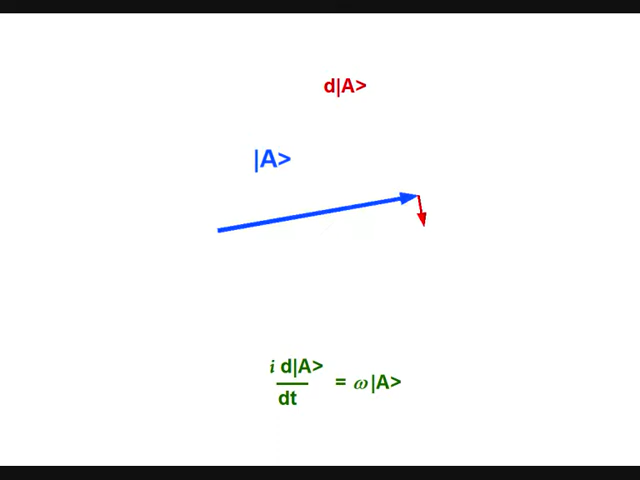 d|A>
|A>
i d|A>
= ω|A>
dt